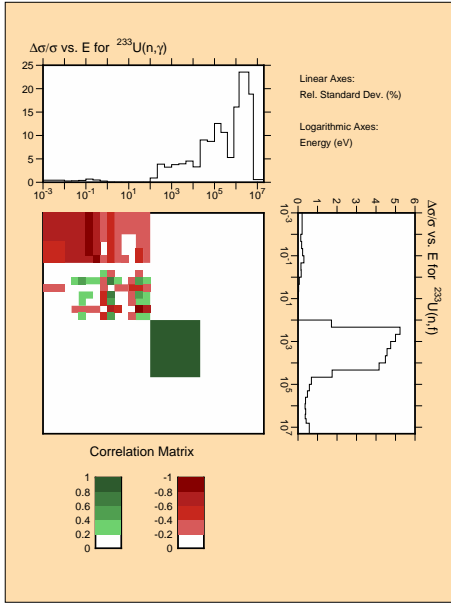 Δσ/σ vs. E for ²³³U(n,γ)
25
20
15
10
5
0
10⁻³ 10⁻¹ 10¹ 10³ 10⁵ 10⁷
Linear Axes:
Rel. Standard Dev. (%)
Logarithmic Axes:
Energy (eV)
0 1 2 3 4 5 6
10⁻³
10⁻¹
10¹
10³
10⁵
10⁷
Δσ/σ vs. E for ²³³U(n,f)
Correlation Matrix
1 -1
0.8 -0.8
0.6 -0.6
0.4 -0.4
0.2 -0.2
0 0